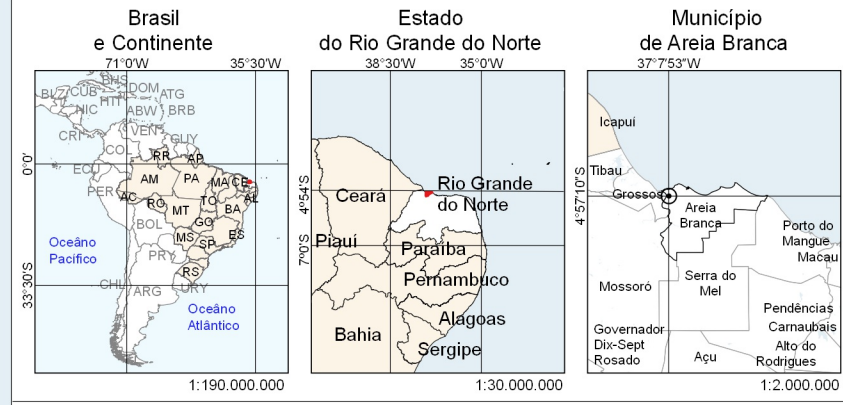 Brasil
e Continente
71°0'W
35°30'W
BHS
BLZ
CUB
DOM
ATG
HTI
NIC
ABW
BRB
CRI
VEN
GUY
COL
RR
AP
0°0'
ECU
AM
PA
MA
CE
PER
AC
RO
TO
AL
MT
BA
BOL
GO
MS
ES
SP
Oceâno
Pacífico
PRY
RS
33°30'S
CHL
ARG
URY
Oceâno
Atlântico
1:190.000.000
Estado
do Rio Grande do Norte
38°30'W
35°0'W
4°54'S
Ceará
Rio Grande
do Norte
7°0'S
Piauí
Paraíba
Pernambuco
Alagoas
Bahia
Sergipe
1:30.000.000
Município
de Areia Branca
37°7'53"W
Icapuí
Tibau
4°57'10"S
Grossos
Areia
Branca
Porto do
Mangue
Macau
Mossoró
Serra do
Mel
Pendências
Carnaubais
Governador
Dix-Sept
Rosado
Açu
Alto do
Rodrigues
1:2.000.000